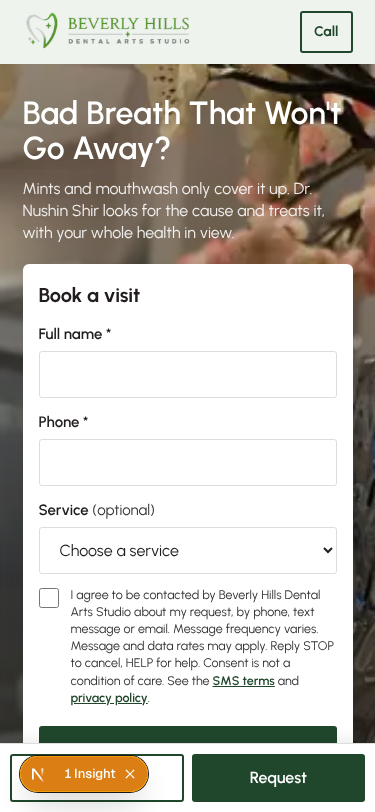 BEVERLY HILLS
DENTAL ARTS STUDIO
Call
Bad Breath That Won't
Go Away?
Mints and mouthwash only cover it up. Dr.
Nushin Shir looks for the cause and treats it,
with your whole health in view.
Book a visit
Full name *
Phone *
Service (optional)
Choose a service
I agree to be contacted by Beverly Hills Dental
Arts Studio about my request, by phone, text
message or email. Message frequency varies.
Message and data rates may apply. Reply STOP
to cancel, HELP for help. Consent is not a
condition of care. See the SMS terms and
privacy policy.
N 1 Insight
Request